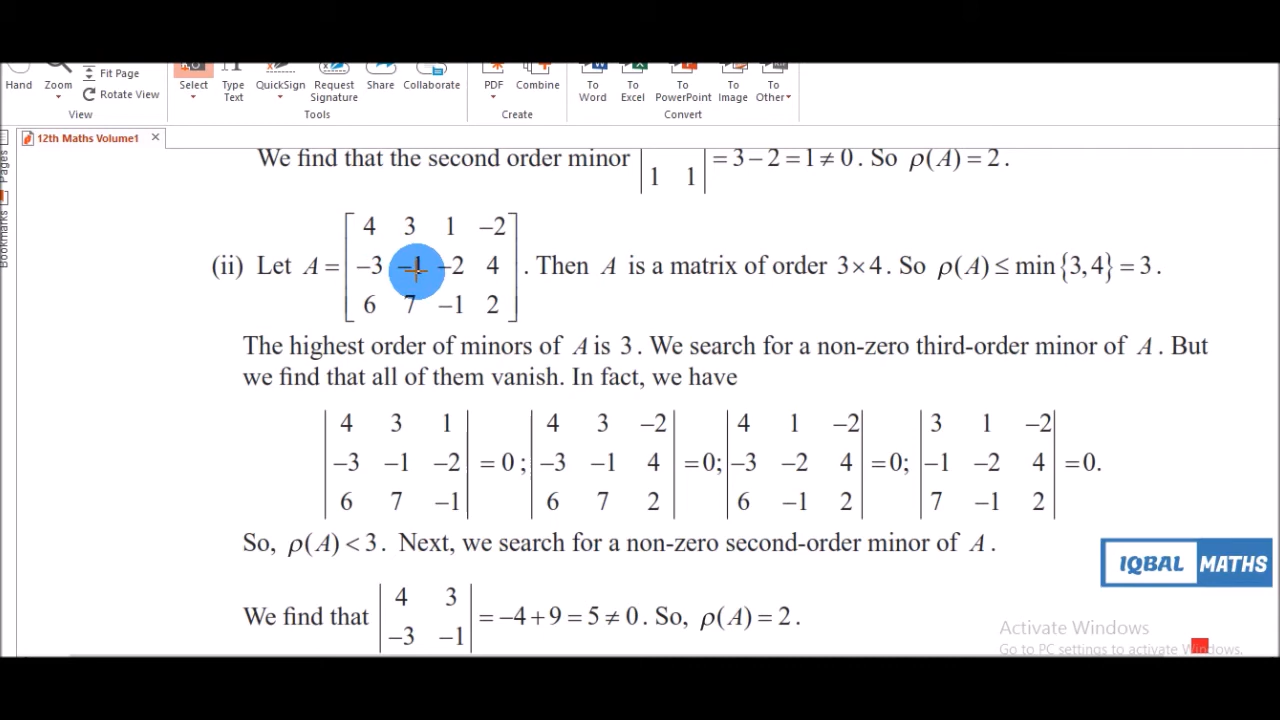 Hand Zoom Fit Page Rotate View Select Type Text QuickSign Request Signature Share Collaborate PDF Combine To Word To Excel To PowerPoint To Image To Other
View Tools Create Convert
12th Maths Volume1 ×
Pages
Bookmarks
We find that the second order minor | 1 1 | = 3 − 2 = 1 ≠ 0. So ρ(A) = 2.
4 3 1 −2
(ii) Let A = −3 −1 −2 4 . Then A is a matrix of order 3×4. So ρ(A) ≤ min{3,4} = 3.
6 7 −1 2
The highest order of minors of A is 3. We search for a non-zero third-order minor of A. But
we find that all of them vanish. In fact, we have
4 3 1 4 3 −2 4 1 −2 3 1 −2
−3 −1 −2 = 0; −3 −1 4 =0; −3 −2 4 =0; −1 −2 4 =0.
6 7 −1 6 7 2 6 −1 2 7 −1 2
So, ρ(A) < 3. Next, we search for a non-zero second-order minor of A.
IQBAL MATHS
4 3
We find that = −4 + 9 = 5 ≠ 0. So, ρ(A) = 2.
−3 −1
Activate Windows
Go to PC settings to activate Windows.